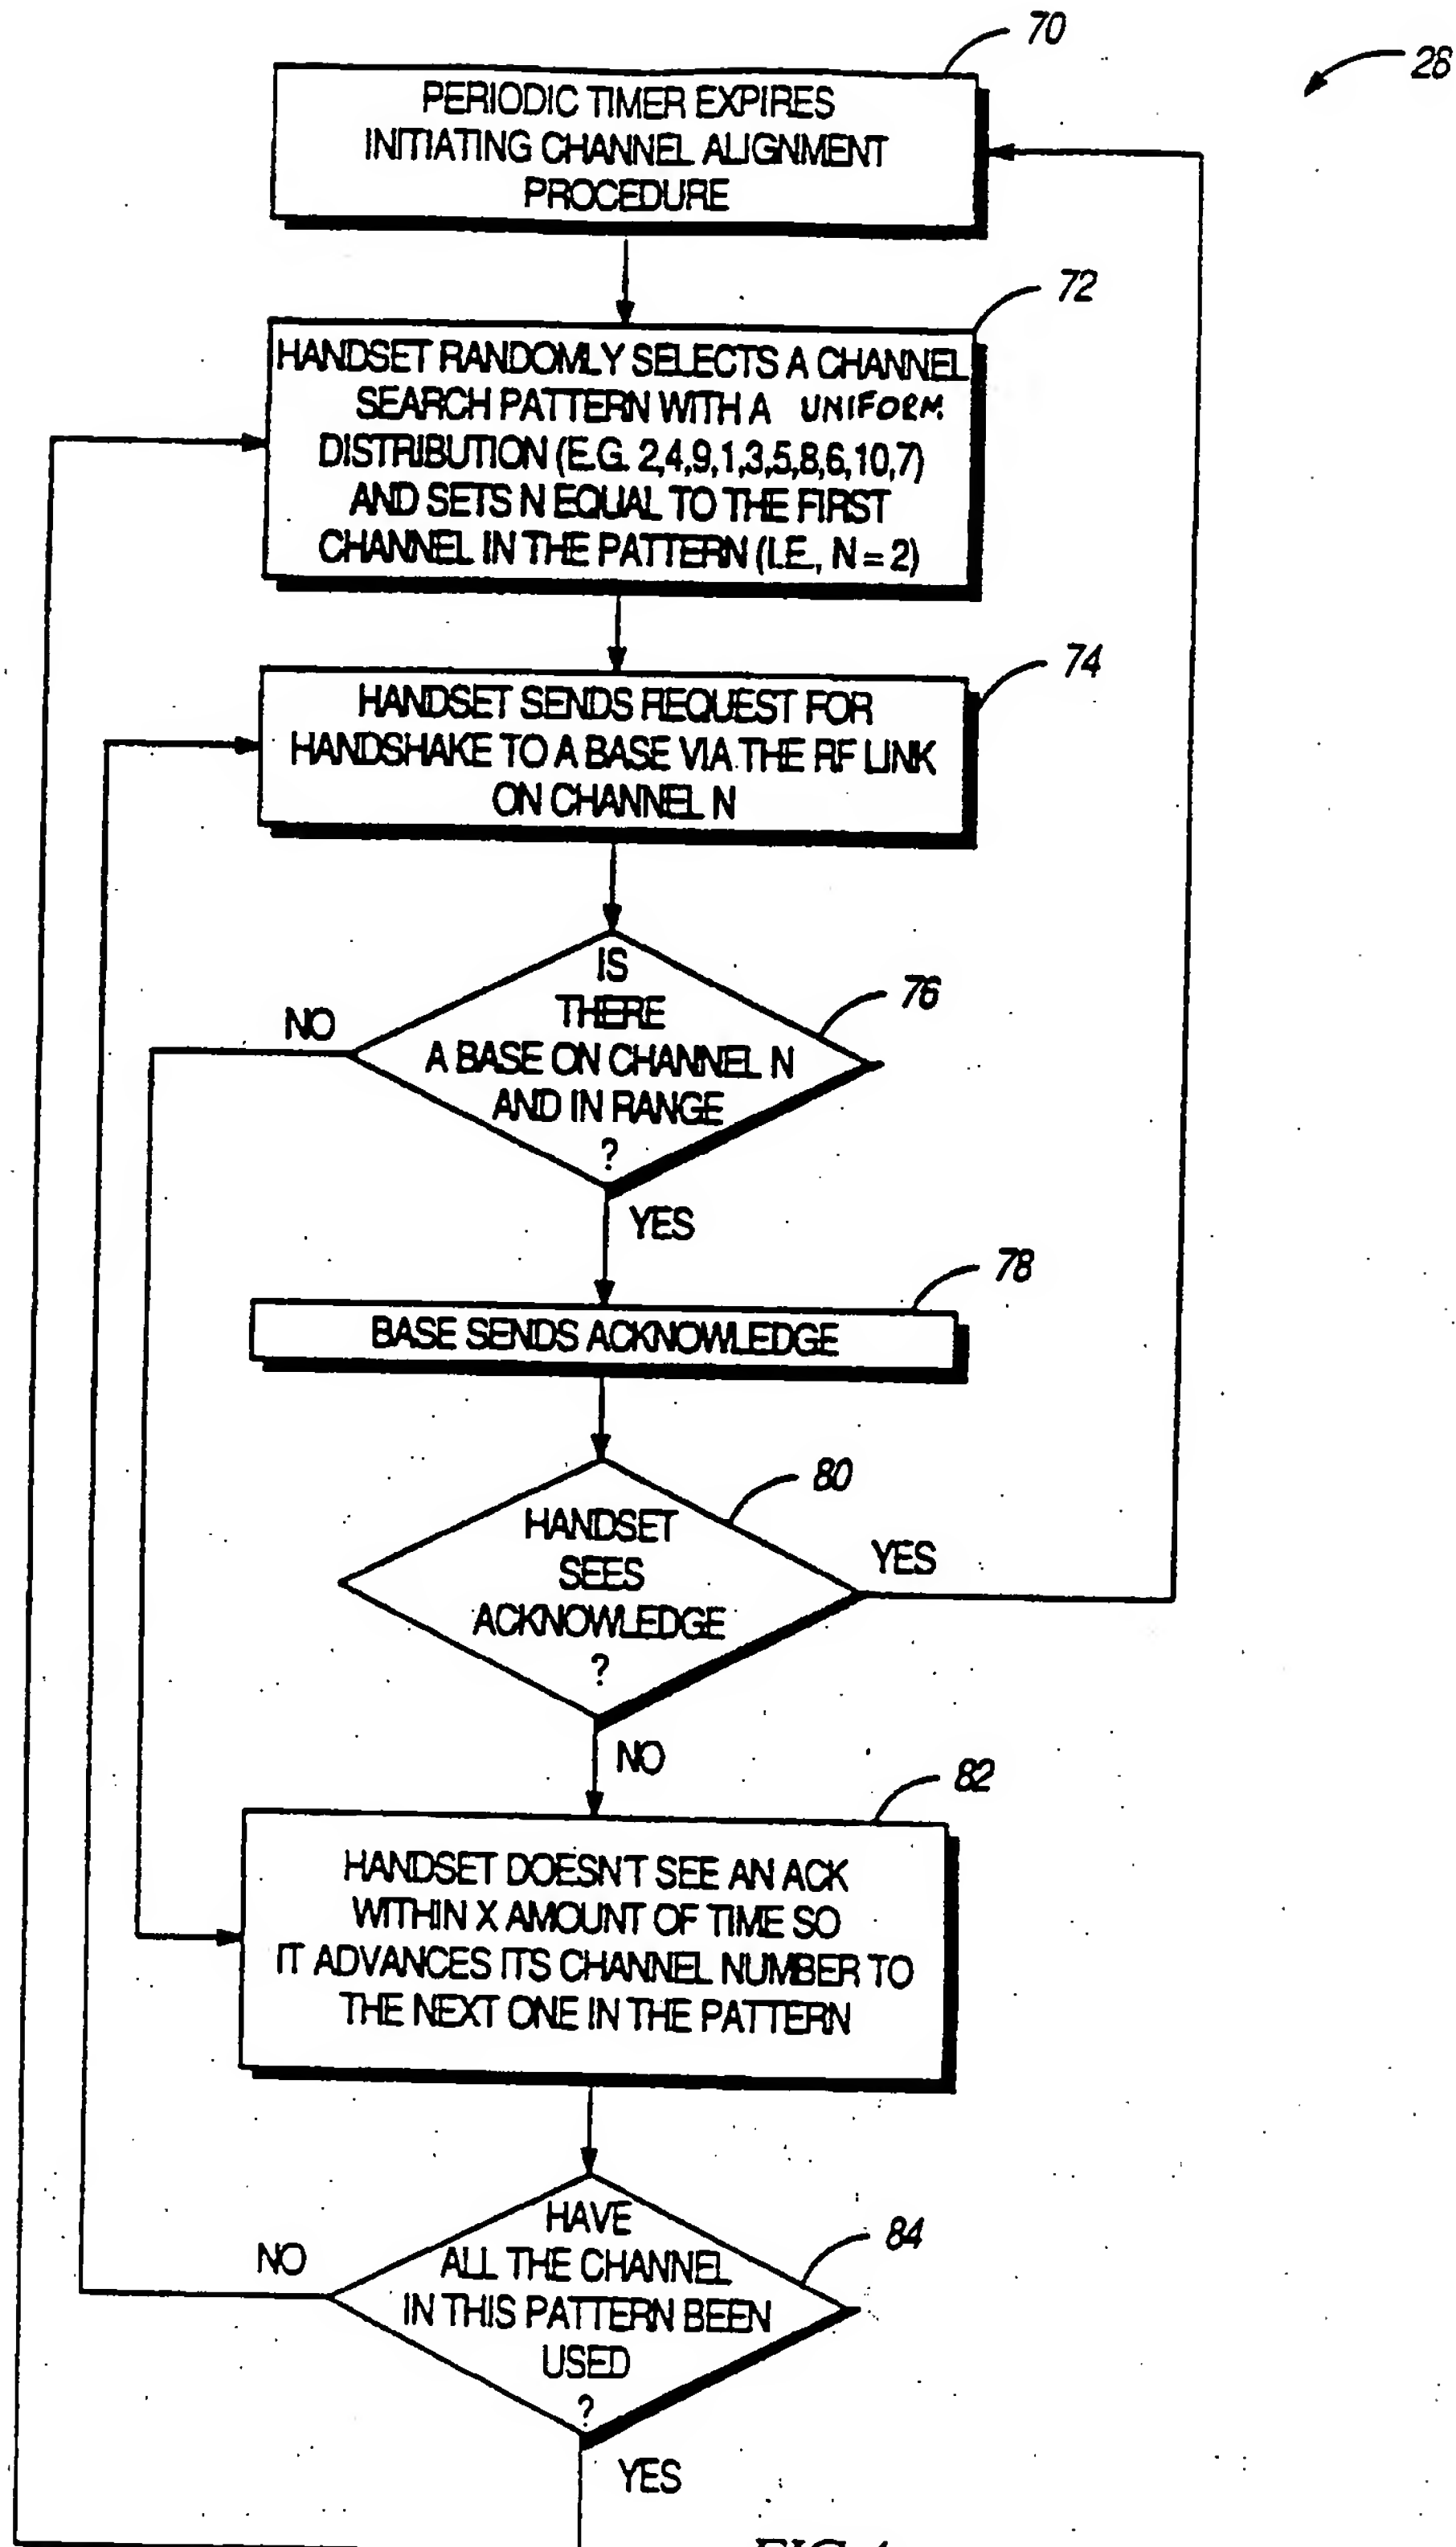 70
28
PERIODIC TIMER EXPIRES
INITIATING CHANNEL ALIGNMENT
PROCEDURE
72
HANDSET RANDOMLY SELECTS A CHANNEL
SEARCH PATTERN WITH A UNIFORM
DISTRIBUTION (E.G. 2,4,9,1,3,5,8,6,10,7)
AND SETS N EQUAL TO THE FIRST
CHANNEL IN THE PATTERN (I.E., N = 2)
74
HANDSET SENDS REQUEST FOR
HANDSHAKE TO A BASE VIA THE RF LINK
ON CHANNEL N
76
IS
THERE
A BASE ON CHANNEL N
AND IN RANGE
?
NO
YES
78
BASE SENDS ACKNOWLEDGE
80
HANDSET
SEES
ACKNOWLEDGE
?
YES
NO
82
HANDSET DOESN'T SEE AN ACK
WITHIN X AMOUNT OF TIME SO
IT ADVANCES ITS CHANNEL NUMBER TO
THE NEXT ONE IN THE PATTERN
84
HAVE
ALL THE CHANNEL
IN THIS PATTERN BEEN
USED
?
NO
YES